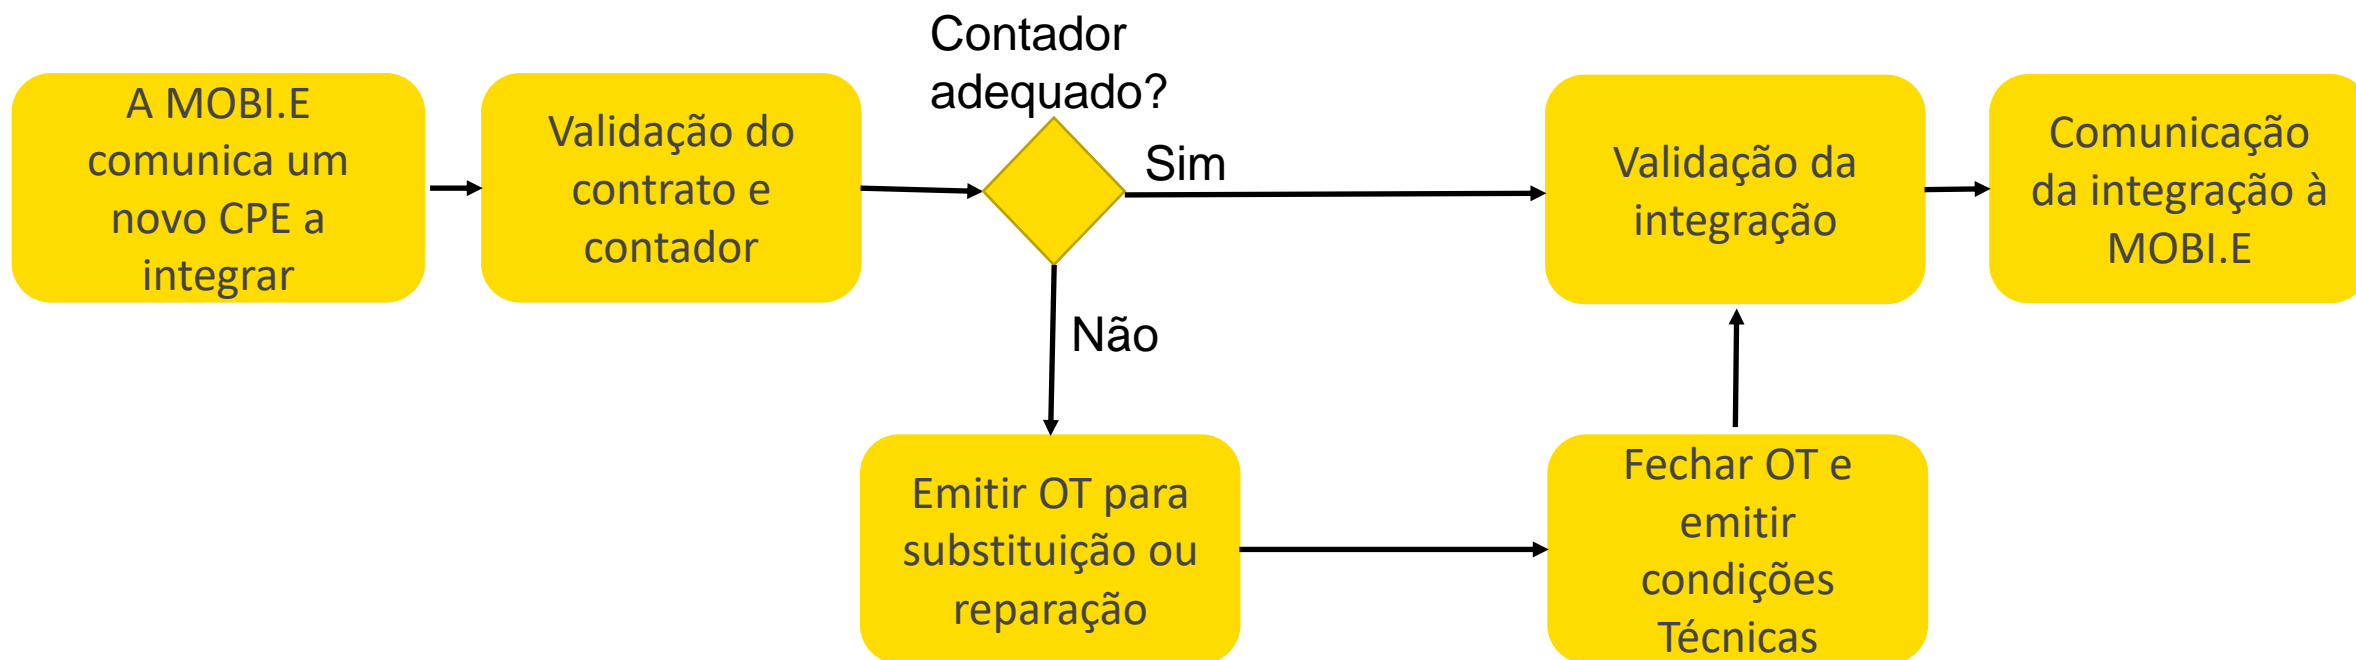 A MOBI.E
comunica um
novo CPE a
integrar
Validação do
contrato e
contador
Contador
adequado?
Sim
Não
Validação da
integração
Comunicação
da integração à
MOBI.E
Emitir OT para
substituição ou
reparação
Fechar OT e
emitir
condições
Técnicas